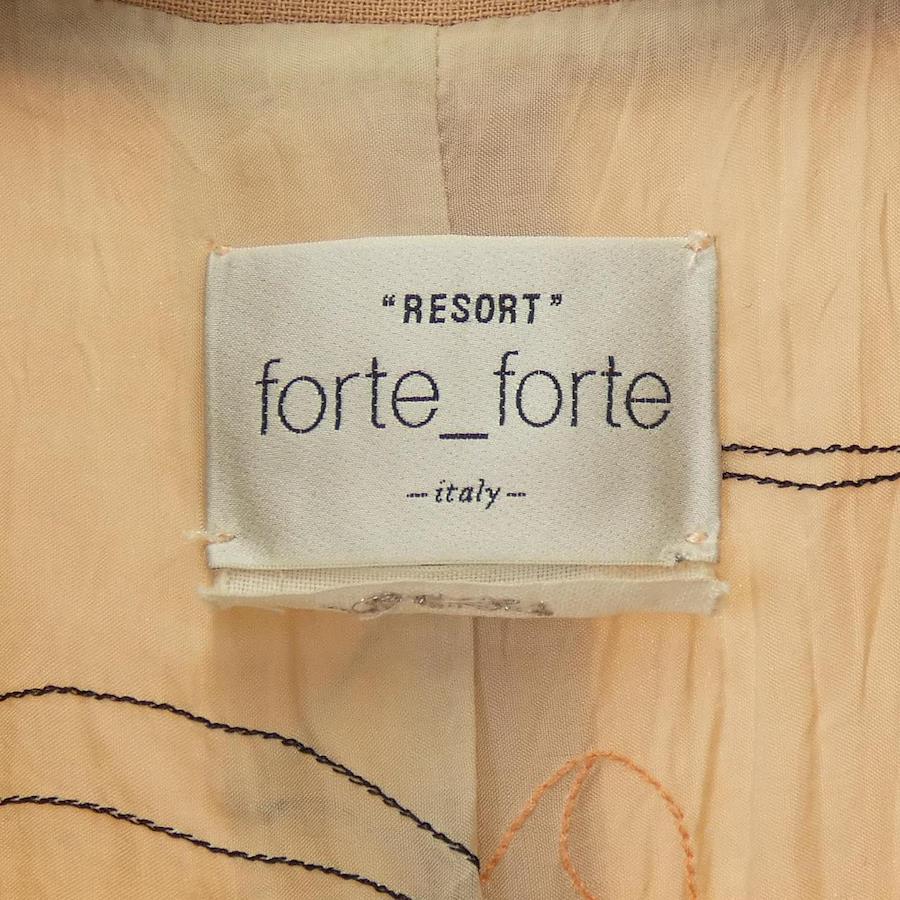 “RESORT”
forte_forte
—italy—